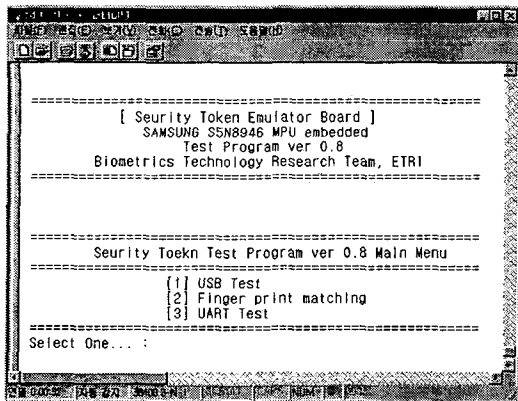 [ Seurity Token Emulator Board ]
SAMSUNG S5N8946 MPU embedded
Test Program ver 0.8
Biometrics Technology Research Team, ETRI
Seurity Toekn Test Program ver 0.8 Main Menu
[1] USB Test
[2] Finger print matching
[3] UART Test
Select One... :